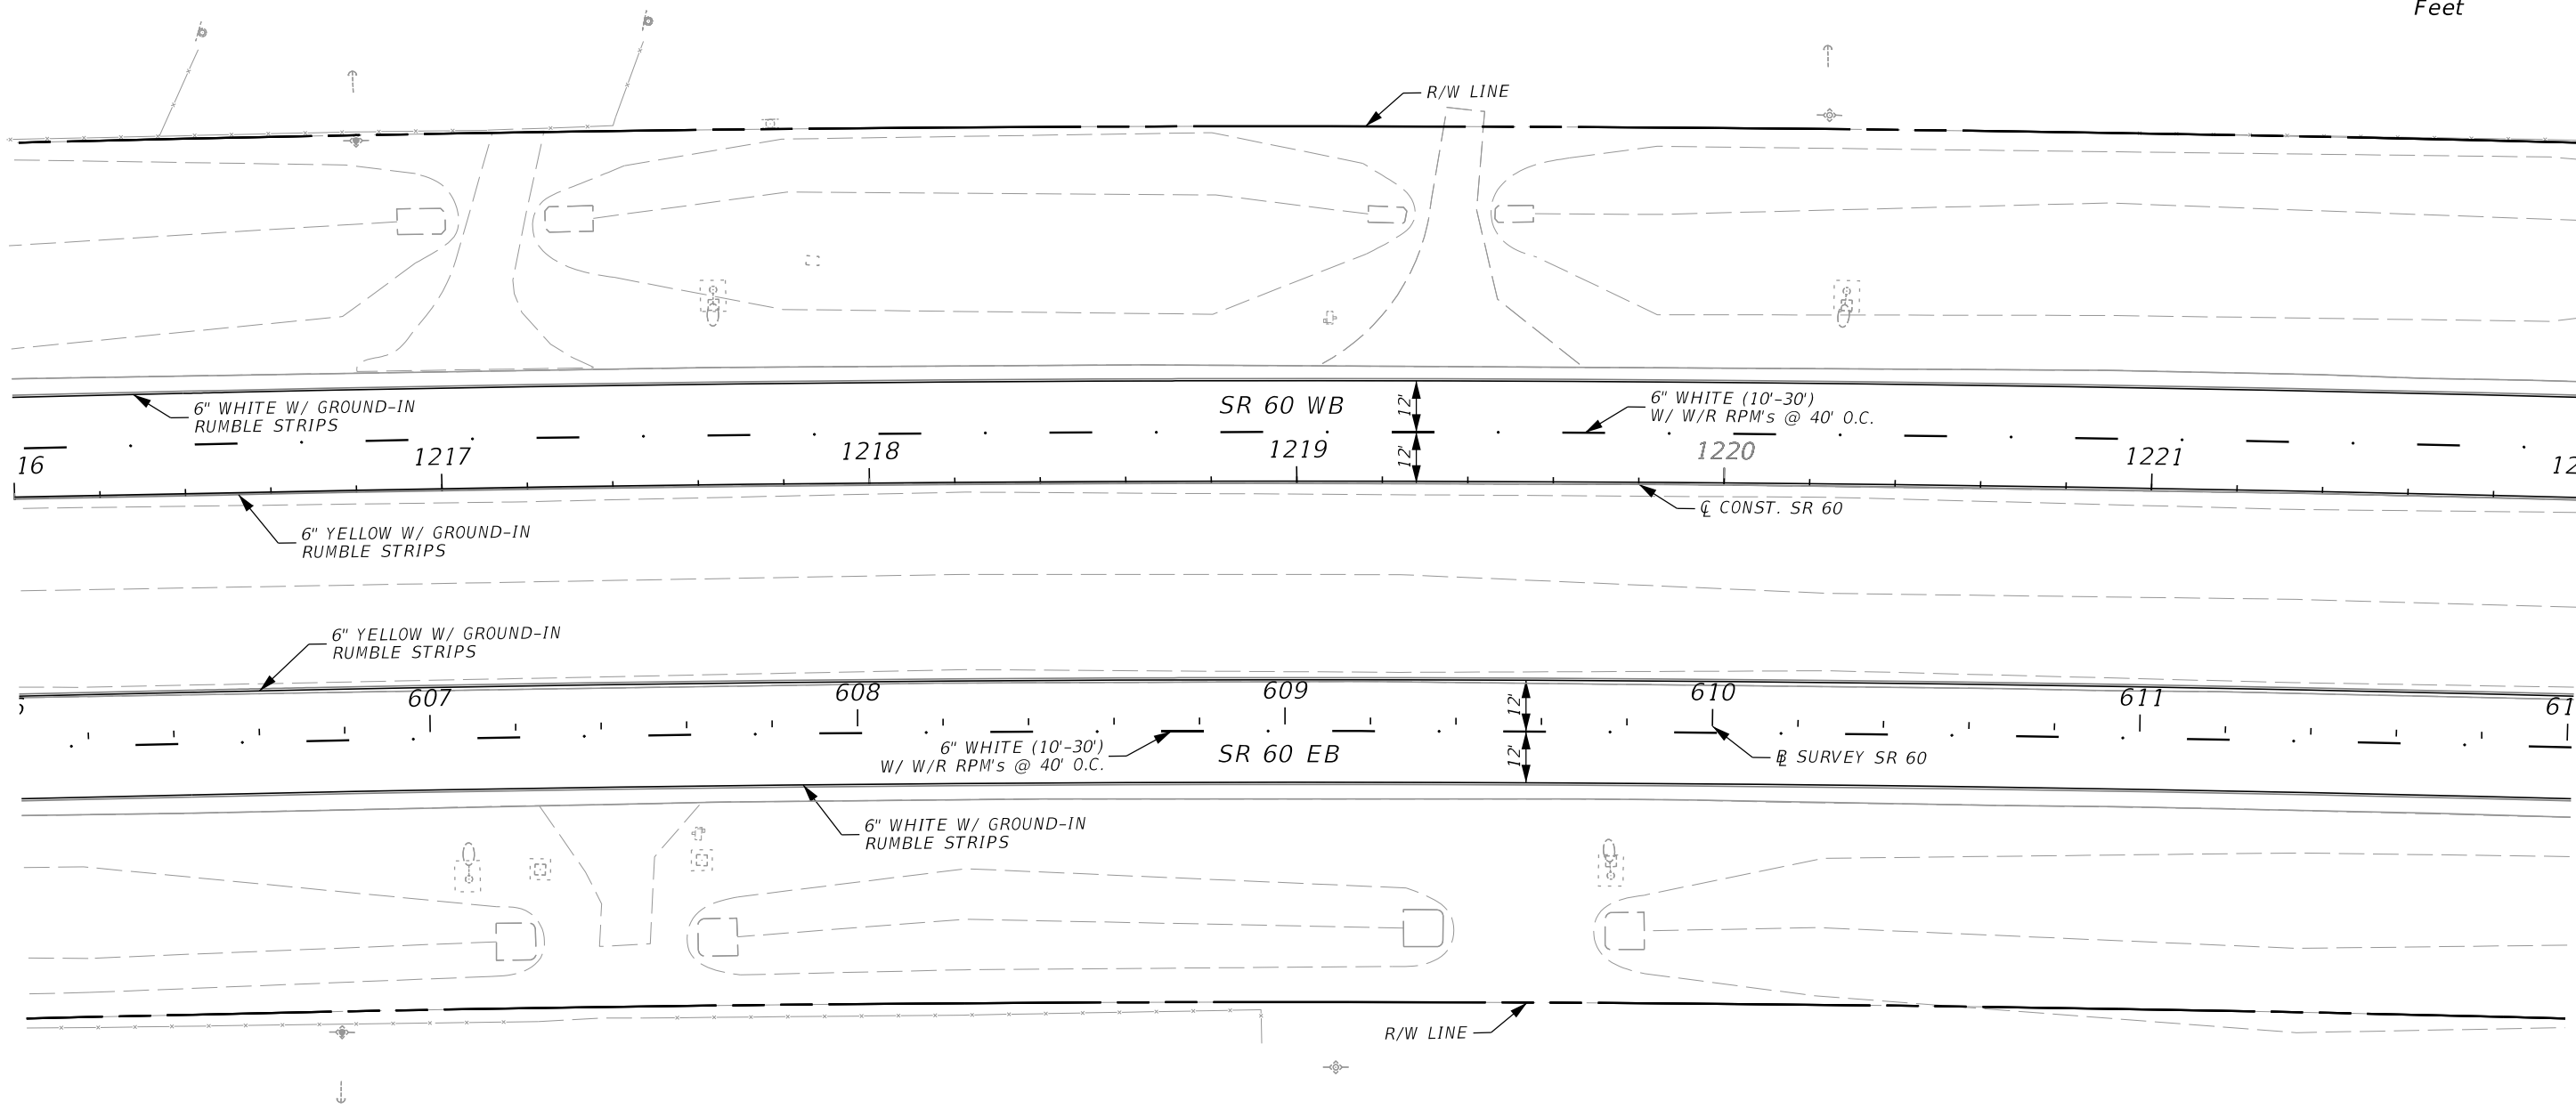 Feet
R/W LINE
6" WHITE W/ GROUND-IN
RUMBLE STRIPS
SR 60 WB
12'
12'
6" WHITE (10'-30')
W/ W/R RPM's @ 40' O.C.
16
1217
1218
1219
1220
1221
12
6" YELLOW W/ GROUND-IN
RUMBLE STRIPS
℄ CONST. SR 60
6" YELLOW W/ GROUND-IN
RUMBLE STRIPS
607
608
609
610
611
61
12'
12'
6" WHITE (10'-30')
W/ W/R RPM's @ 40' O.C.
SR 60 EB
BL SURVEY SR 60
6" WHITE W/ GROUND-IN
RUMBLE STRIPS
R/W LINE